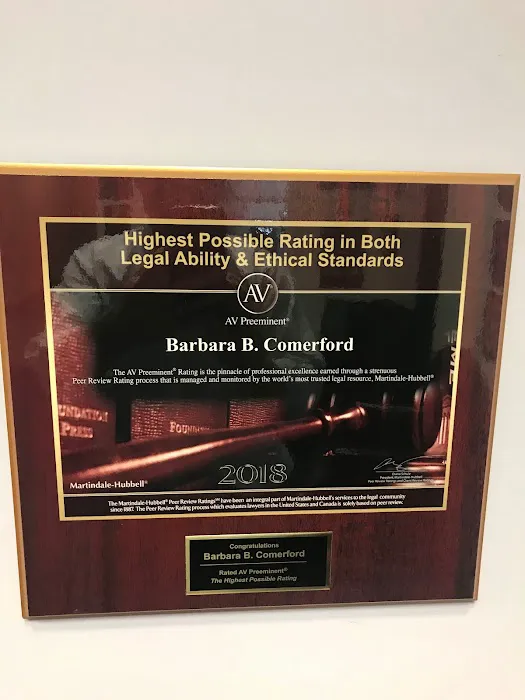 Highest Possible Rating in Both
Legal Ability & Ethical Standards
AV
AV Preeminent®
Barbara B. Comerford
The AV Preeminent® Rating is the pinnacle of professional excellence earned through a strenuous
Peer Review Rating process that is managed and monitored by the world's most trusted legal resource, Martindale-Hubbell®
UNDATION
PRESS
FOUN
2018
Martindale-Hubbell®
The Martindale-Hubbell® Peer Review Ratings℠ have been an integral part of Martindale-Hubbell's services to the legal community
since 1887. The Peer Review Rating process which evaluates lawyers in the United States and Canada is solely based on peer review.
Congratulations
Barbara B. Comerford
Rated AV Preeminent®
The Highest Possible Rating